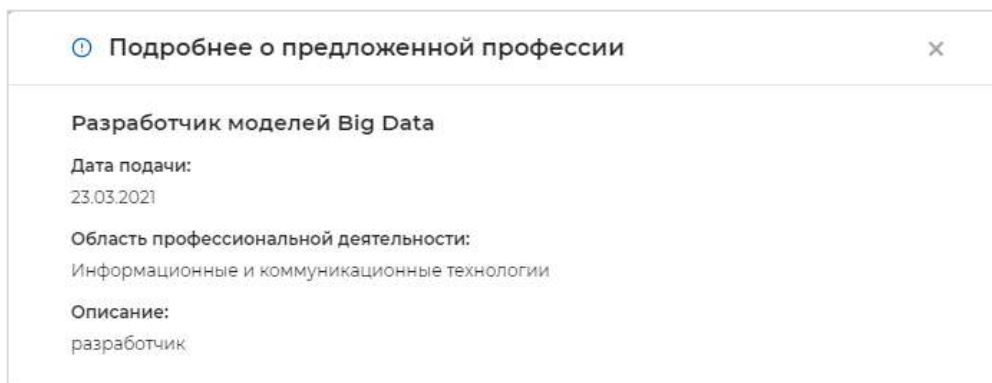 Подробнее о предложенной профессии
Разработчик моделей Big Data
Дата подачи:
23.03.2021
Область профессиональной деятельности:
Информационные и коммуникационные технологии
Описание:
разработчик